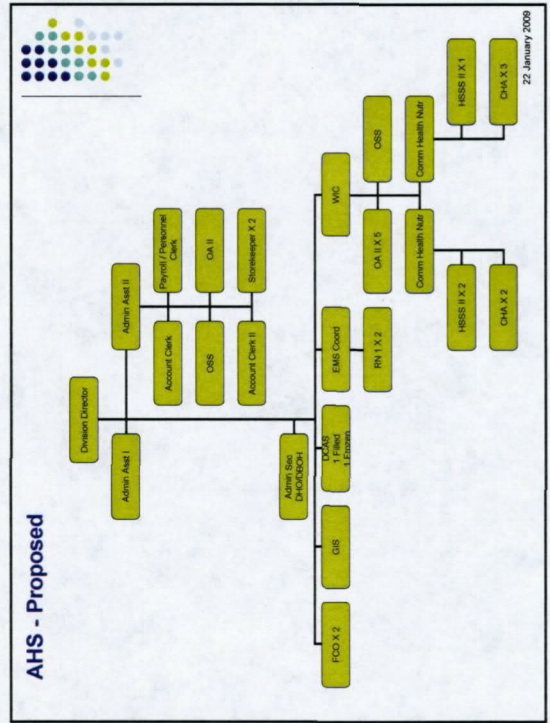 AHS - Proposed
Division Director
Admin Asst I
Admin Asst II
Account Clerk
Payroll / Personnel
Clerk
OSS
OA II
Account Clerk II
Storekeeper X 2
Admin Sec
DHO/DBOH
FCO X 2
GIS
DCAS
1 Filled
1 Frozen
EMS Coord
WIC
RN 1 X 2
OA II X 5
OSS
Comm Health Nutr
Comm Health Nutr
HSSS II X 2
HSSS II X 1
CHA X 2
CHA X 3
22 January 2009